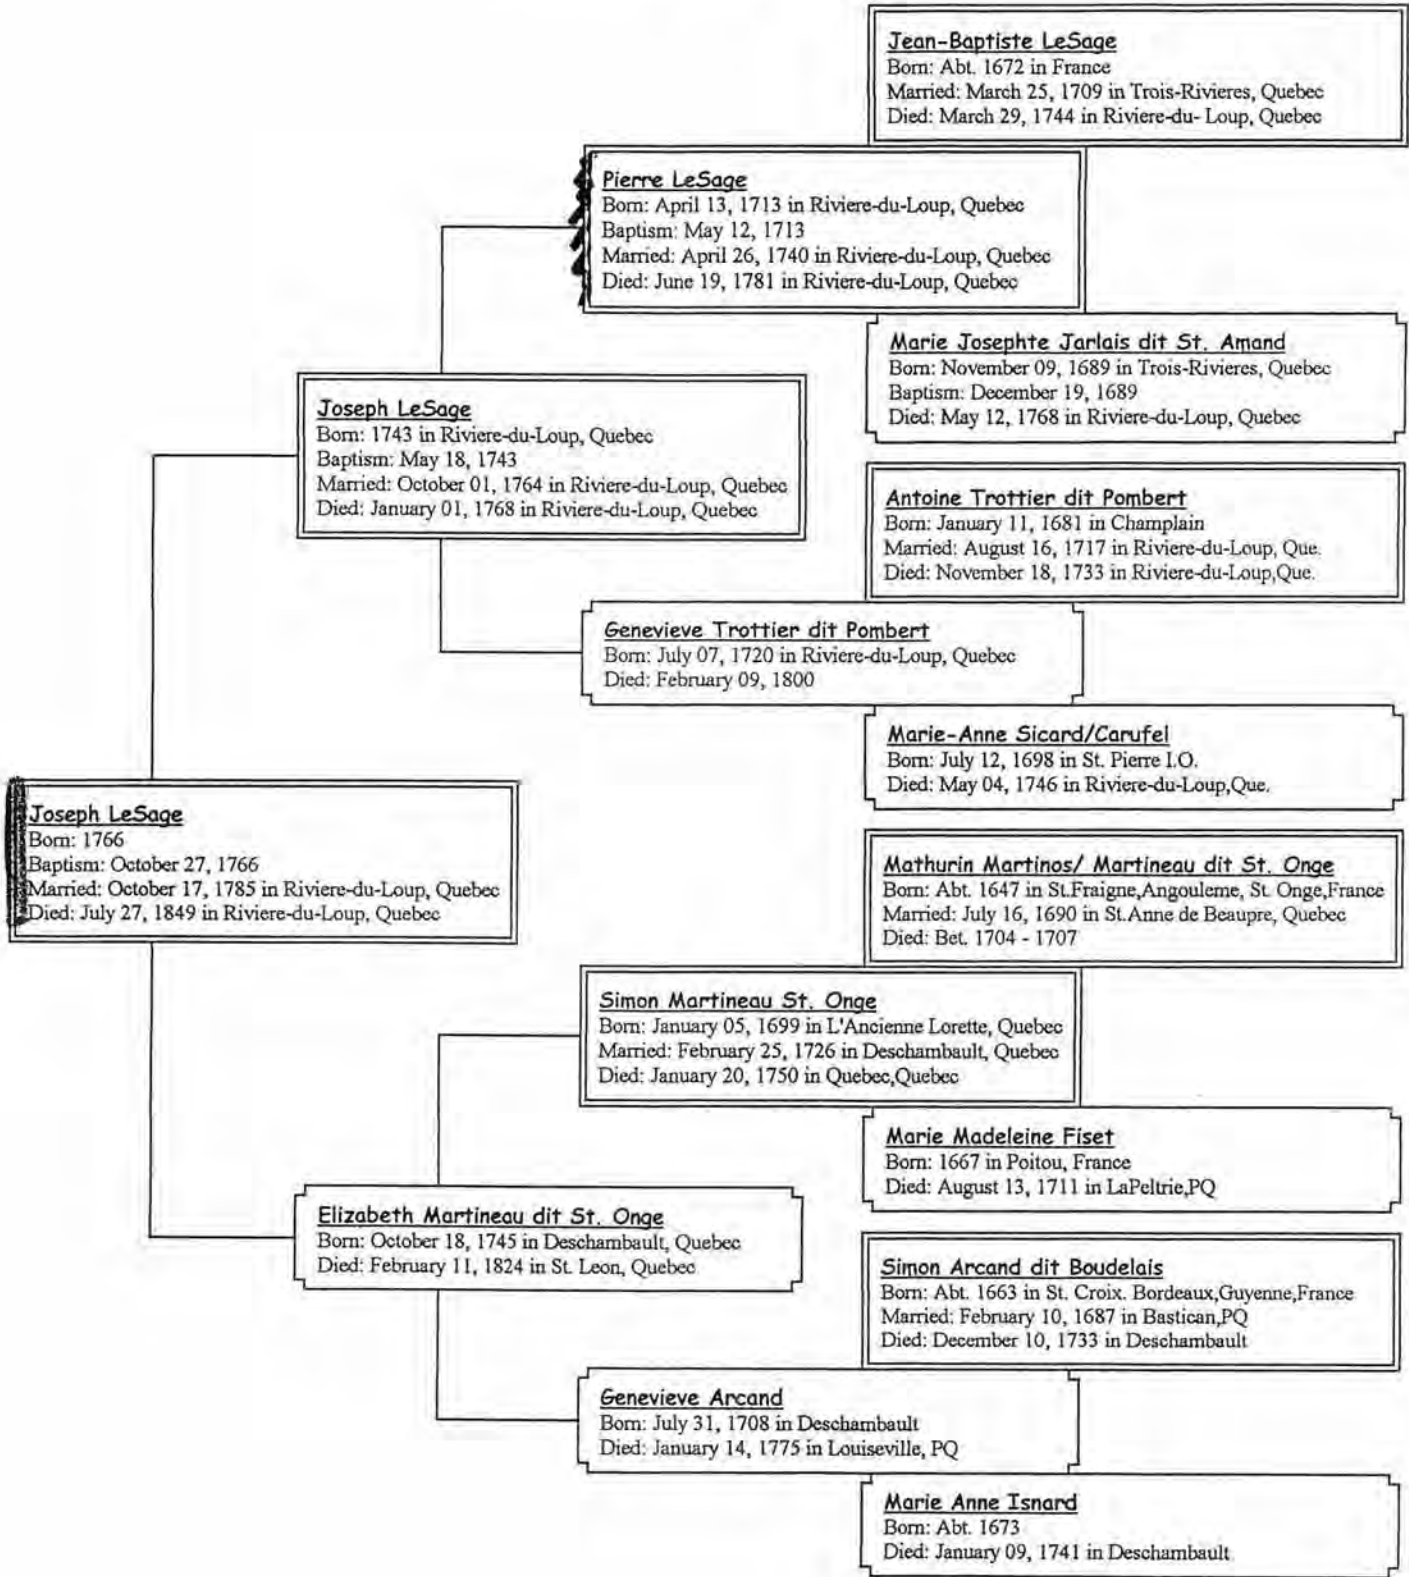 Jean-Baptiste LeSage
Born: Abt. 1672 in France
Married: March 25, 1709 in Trois-Rivieres, Quebec
Died: March 29, 1744 in Riviere-du- Loup, Quebec
Pierre LeSage
Born: April 13, 1713 in Riviere-du-Loup, Quebec
Baptism: May 12, 1713
Married: April 26, 1740 in Riviere-du-Loup, Quebec
Died: June 19, 1781 in Riviere-du-Loup, Quebec
Marie Josephte Jarlais dit St. Amand
Born: November 09, 1689 in Trois-Rivieres, Quebec
Baptism: December 19, 1689
Died: May 12, 1768 in Riviere-du-Loup, Quebec
Joseph LeSage
Born: 1743 in Riviere-du-Loup, Quebec
Baptism: May 18, 1743
Married: October 01, 1764 in Riviere-du-Loup, Quebec
Died: January 01, 1768 in Riviere-du-Loup, Quebec
Antoine Trottier dit Pombert
Born: January 11, 1681 in Champlain
Married: August 16, 1717 in Riviere-du-Loup, Que.
Died: November 18, 1733 in Riviere-du-Loup,Que.
Genevieve Trottier dit Pombert
Born: July 07, 1720 in Riviere-du-Loup, Quebec
Died: February 09, 1800
Marie-Anne Sicard/Carufel
Born: July 12, 1698 in St. Pierre I.O.
Died: May 04, 1746 in Riviere-du-Loup,Que.
Joseph LeSage
Born: 1766
Baptism: October 27, 1766
Married: October 17, 1785 in Riviere-du-Loup, Quebec
Died: July 27, 1849 in Riviere-du-Loup, Quebec
Mathurin Martinos/ Martineau dit St. Onge
Born: Abt. 1647 in St.Fraigne,Angouleme, St. Onge,France
Married: July 16, 1690 in St.Anne de Beaupre, Quebec
Died: Bet. 1704 - 1707
Simon Martineau St. Onge
Born: January 05, 1699 in L'Ancienne Lorette, Quebec
Married: February 25, 1726 in Deschambault, Quebec
Died: January 20, 1750 in Quebec,Quebec
Marie Madeleine Fiset
Born: 1667 in Poitou, France
Died: August 13, 1711 in LaPeltrie,PQ
Elizabeth Martineau dit St. Onge
Born: October 18, 1745 in Deschambault, Quebec
Died: February 11, 1824 in St. Leon, Quebec
Simon Arcand dit Boudelais
Born: Abt. 1663 in St. Croix. Bordeaux,Guyenne,France
Married: February 10, 1687 in Bastican,PQ
Died: December 10, 1733 in Deschambault
Genevieve Arcand
Born: July 31, 1708 in Deschambault
Died: January 14, 1775 in Louiseville, PQ
Marie Anne Isnard
Born: Abt. 1673
Died: January 09, 1741 in Deschambault